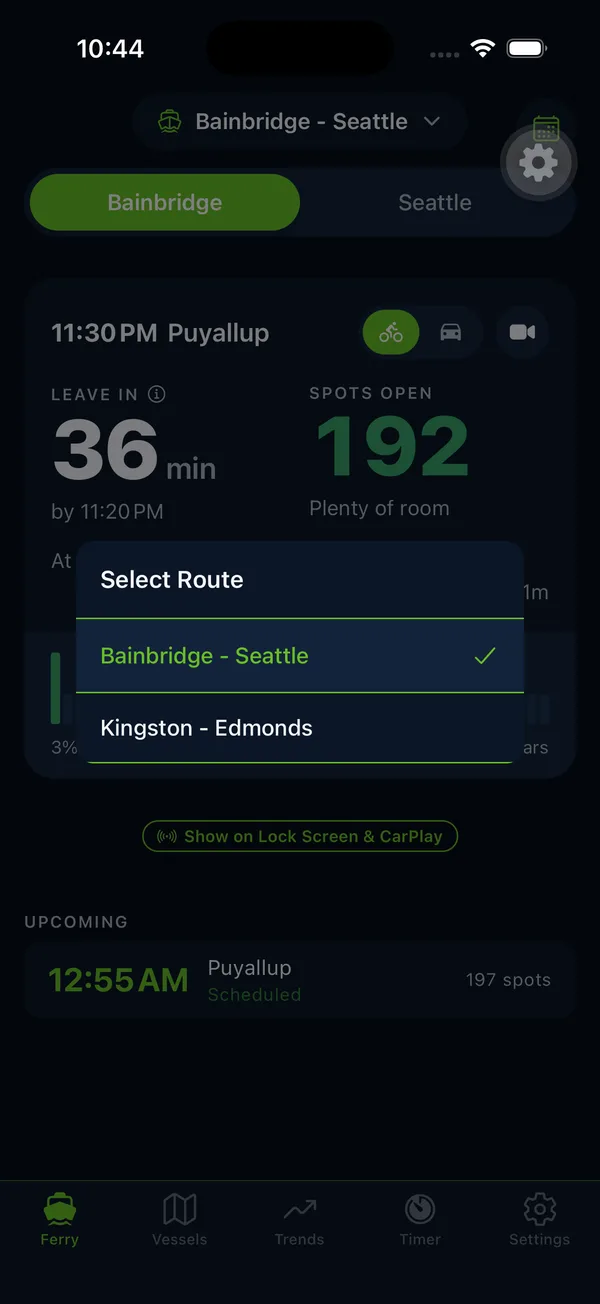 10:44
Bainbridge - Seattle
Bainbridge
Seattle
11:30 PM Puyallup
LEAVE IN
SPOTS OPEN
36 min
192
by 11:20 PM
Plenty of room
At
1m
Select Route
Bainbridge - Seattle
Kingston - Edmonds
3%
ars
Show on Lock Screen & CarPlay
UPCOMING
12:55 AM
Puyallup
Scheduled
197 spots
Ferry
Vessels
Trends
Timer
Settings